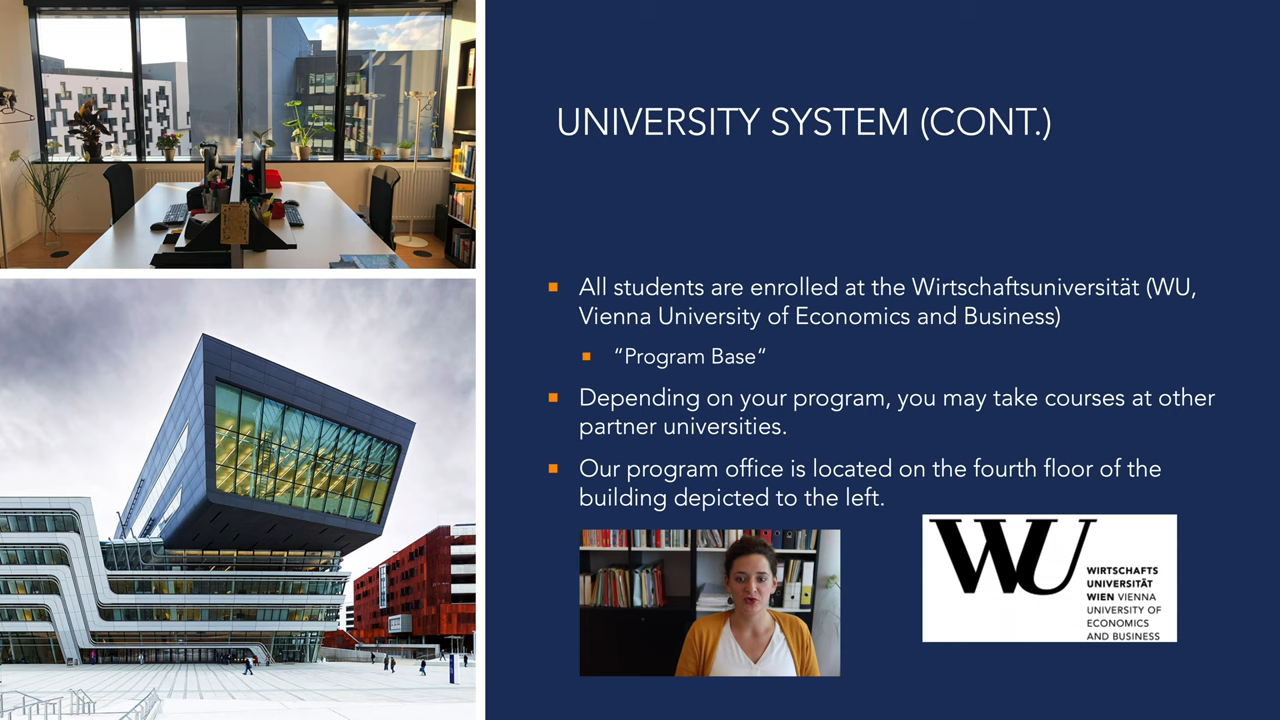 UNIVERSITY SYSTEM (CONT.)
All students are enrolled at the Wirtschaftsuniversität (WU,
Vienna University of Economics and Business)
“Program Base“
Depending on your program, you may take courses at other
partner universities.
Our program office is located on the fourth floor of the
building depicted to the left.
WU
WIRTSCHAFTS
UNIVERSITÄT
WIEN VIENNA
UNIVERSITY OF
ECONOMICS
AND BUSINESS